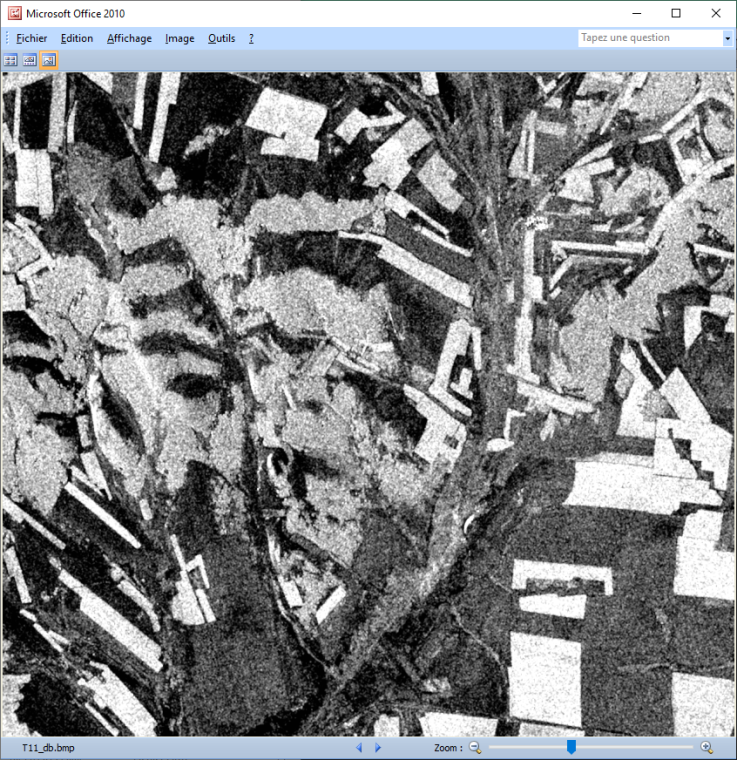 Microsoft Office 2010
Fichier Edition Affichage Image Outils ? Tapez une question
T11_db.bmp Zoom :